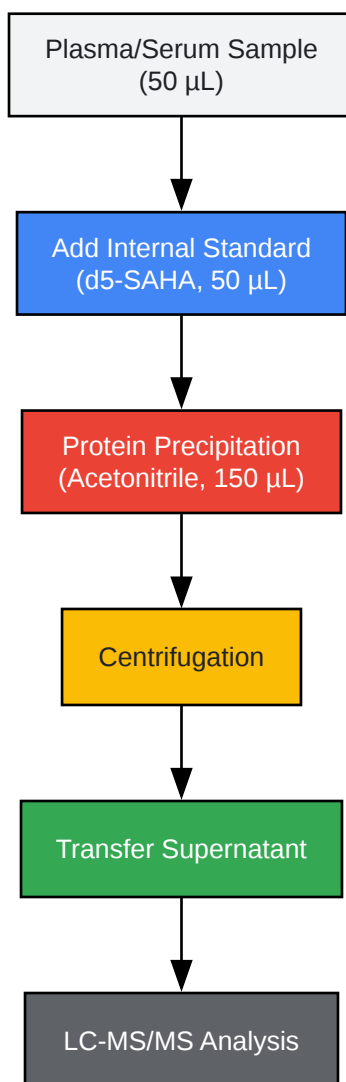 Plasma/Serum Sample
(50 µL)
Add Internal Standard
(d5-SAHA, 50 µL)
Protein Precipitation
(Acetonitrile, 150 µL)
Centrifugation
Transfer Supernatant
LC-MS/MS Analysis